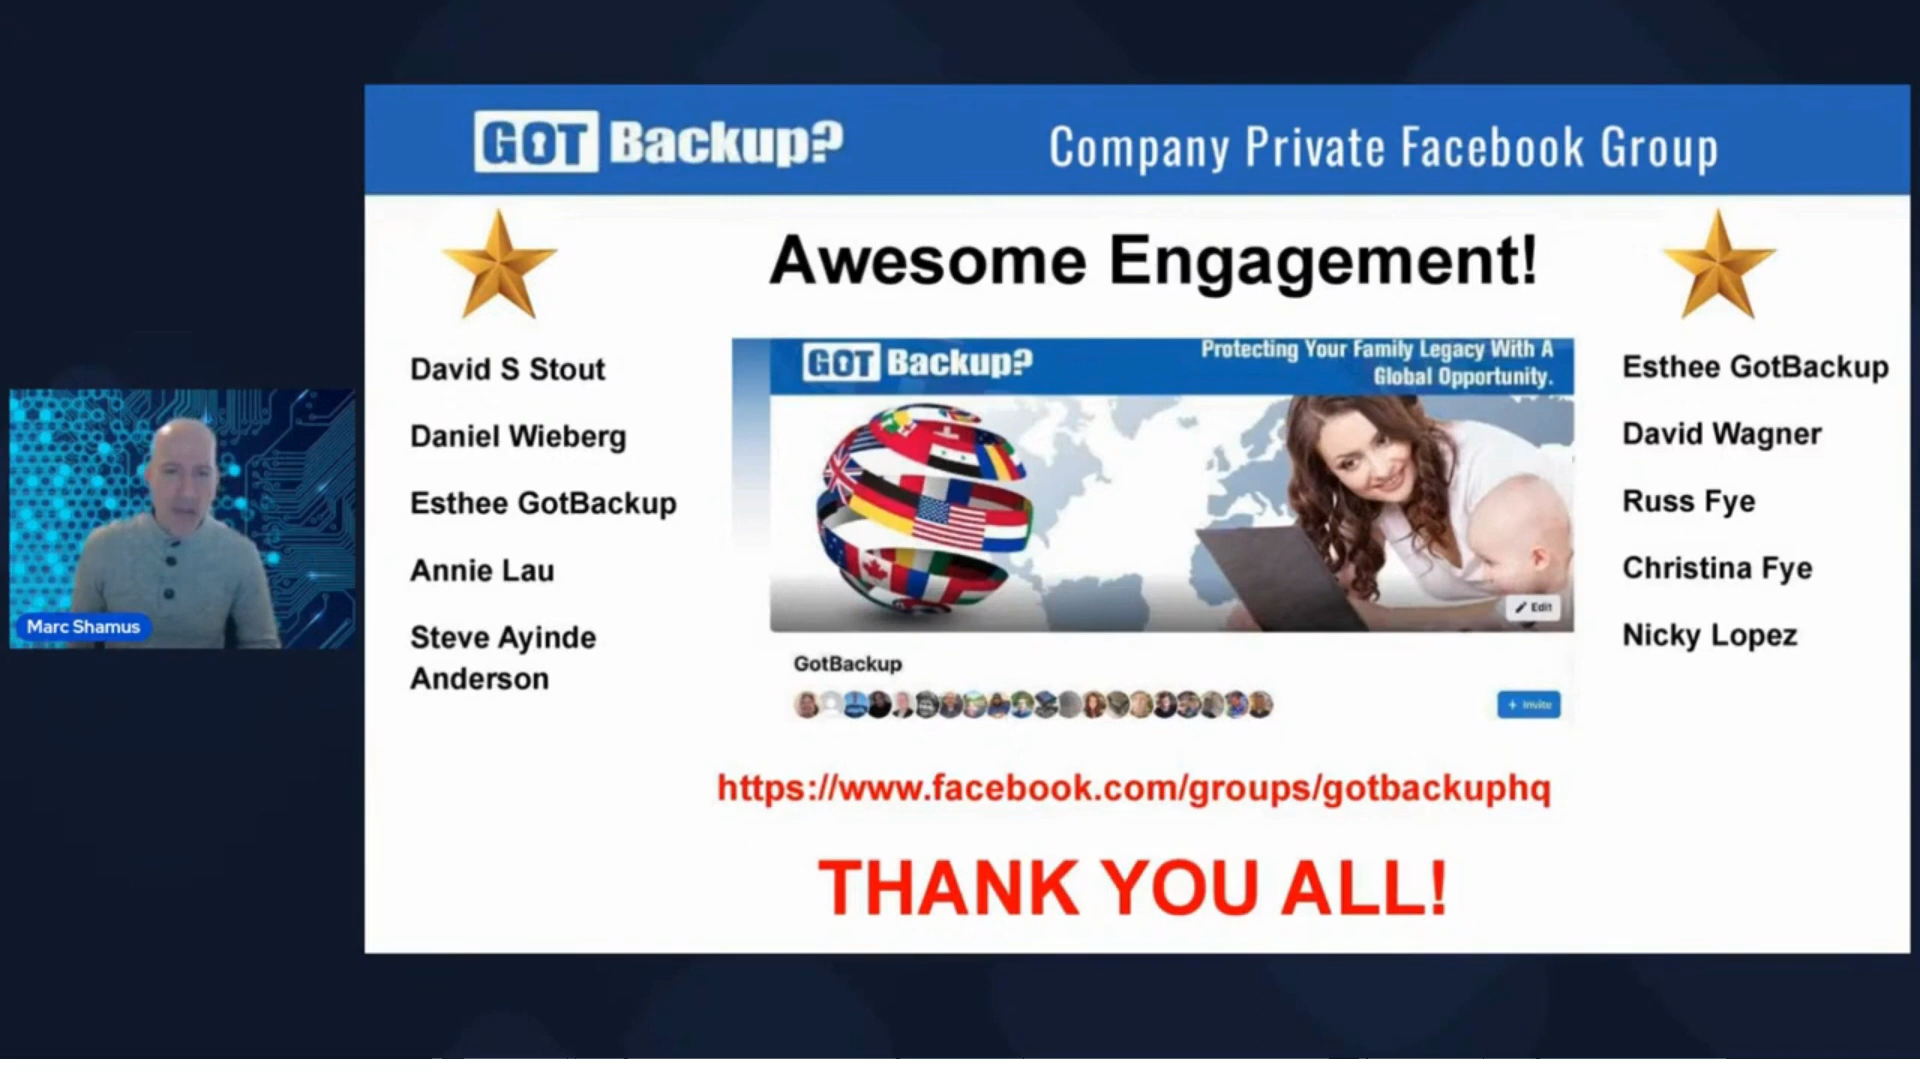 GOT Backup?
Company Private Facebook Group
Awesome Engagement!
David S Stout
Daniel Wieberg
Esthee GotBackup
Annie Lau
Steve Ayinde
Anderson
GOT Backup?
Protecting Your Family Legacy With A
Global Opportunity.
Edit
GotBackup
+ Invite
Esthee GotBackup
David Wagner
Russ Fye
Christina Fye
Nicky Lopez
https://www.facebook.com/groups/gotbackuphq
THANK YOU ALL!
Marc Shamus